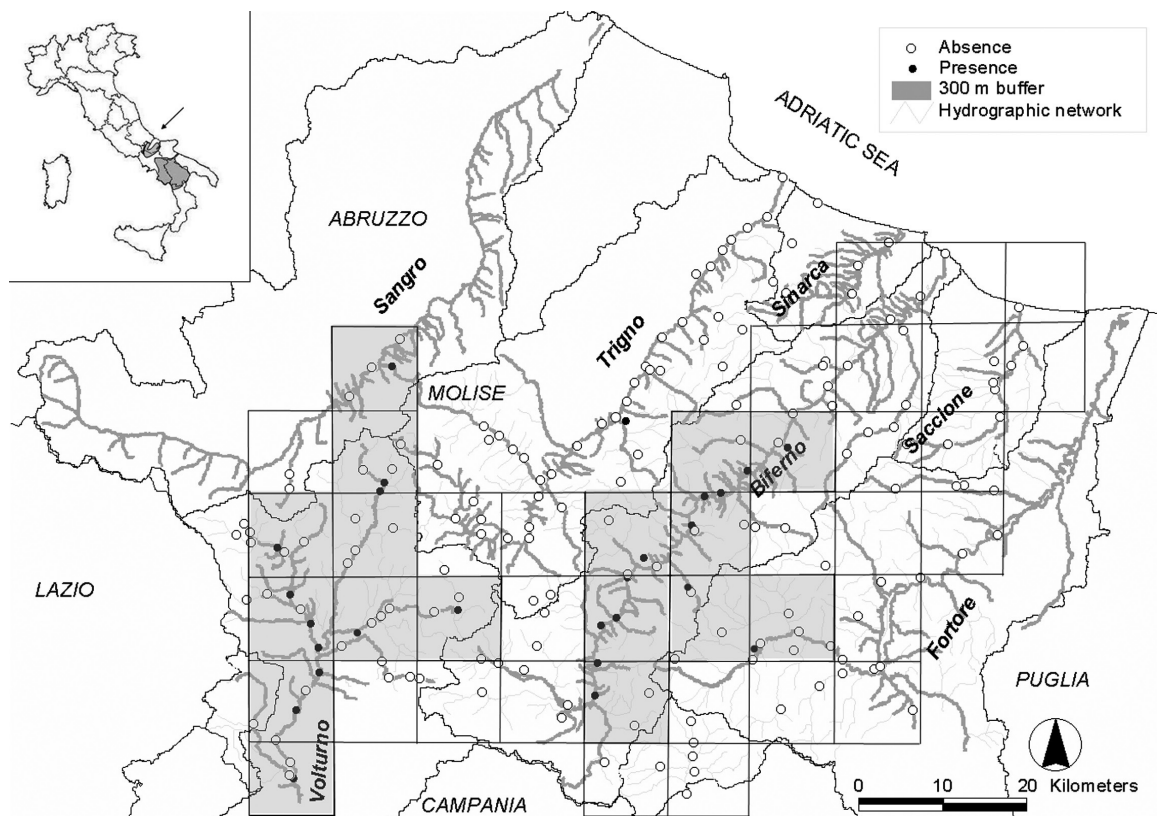 Absence
Presence
300 m buffer
Hydrographic network
ADRIATIC SEA
ABRUZZO
Sangro
Sinarca
Trigno
MOLISE
Saccione
Biferno
LAZIO
Fortore
PUGLIA
Volturno
CAMPANIA
0 10 20 Kilometers